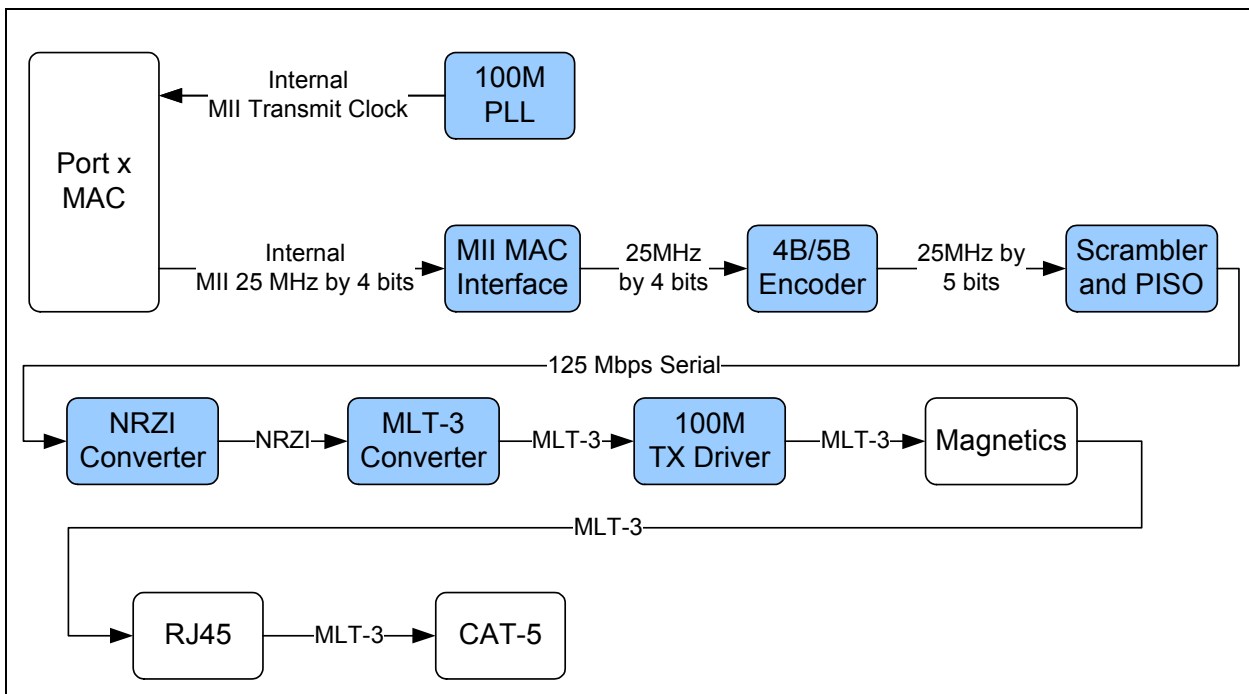 Internal
MII Transmit Clock
100M
PLL
Port x
MAC
Internal
MII 25 MHz by 4 bits
MII MAC
Interface
25MHz
by 4 bits
4B/5B
Encoder
25MHz by
5 bits
Scrambler
and PISO
125 Mbps Serial
NRZI
Converter
NRZI
MLT-3
Converter
MLT-3
100M
TX Driver
MLT-3
Magnetics
MLT-3
RJ45
MLT-3
CAT-5